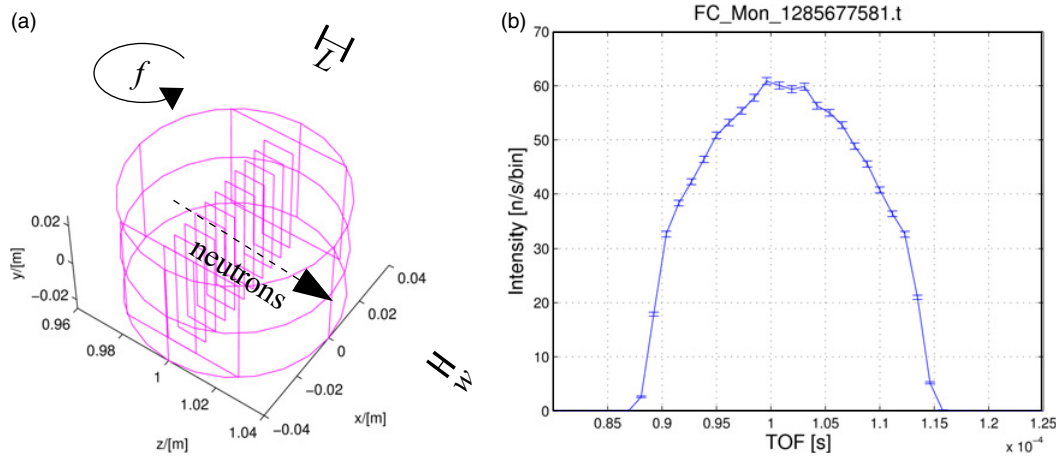 (a)
f
L
neutrons
w
y/[m]
0.02
0
−0.02
0.96
0.98
1
1.02
1.04
z/[m]
−0.04
−0.02
0
0.02
0.04
x/[m]
(b)
FC_Mon_1285677581.t
Intensity [n/s/bin]
70
60
50
40
30
20
10
0
0.85
0.9
0.95
1
1.05
1.1
1.15
1.2
1.25
TOF [s]
x 10⁻⁴